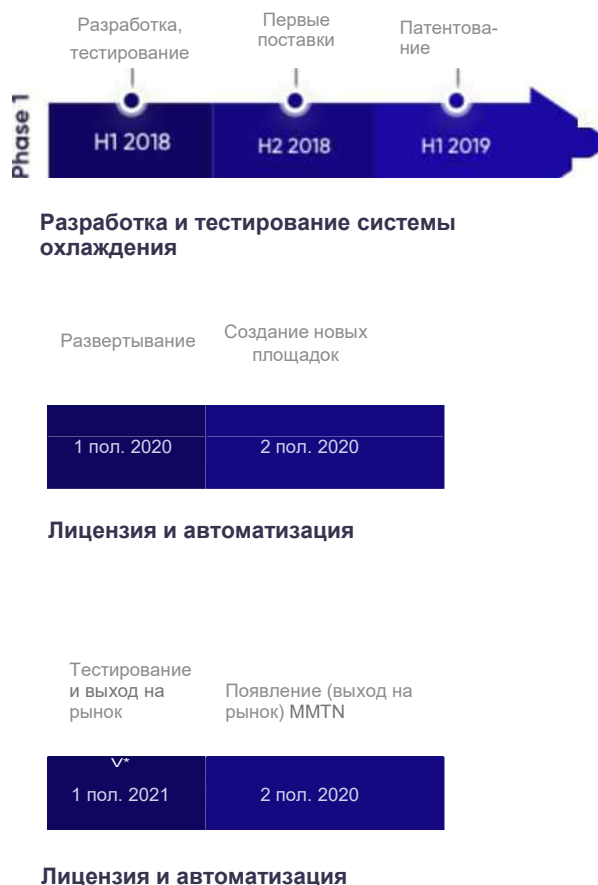 Разработка,
тестирование
Первые
поставки
Патентова-
ние
Phase 1
H1 2018
H2 2018
H1 2019
Разработка и тестирование системы
охлаждения
Развертывание
Создание новых
площадок
1 пол. 2020
2 пол. 2020
Лицензия и автоматизация
Тестирование
и выход на
рынок
Появление (выход на
рынок) MMTN
V*
1 пол. 2021
2 пол. 2020
Лицензия и автоматизация